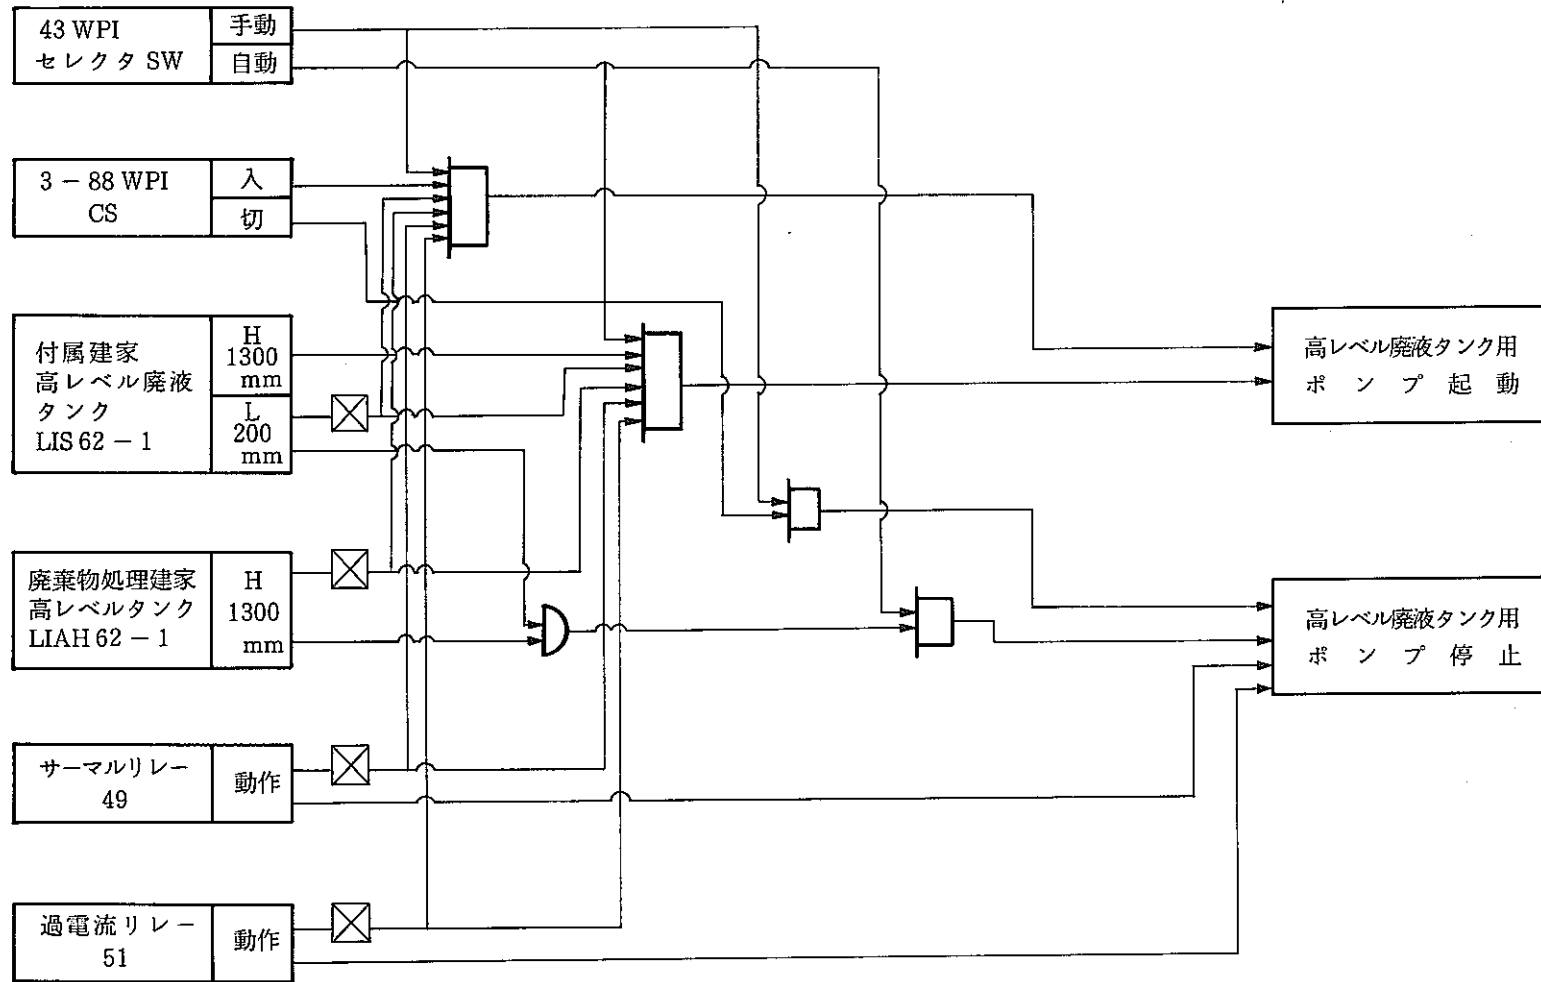 43 WPI
セレクタ SW
手動
自動
3 - 88 WPI
CS
入
切
付属建家
高レベル廃液
タンク
LIS 62 - 1
H
1300
mm
L
200
mm
廃棄物処理建家
高レベルタンク
LIAH 62 - 1
H
1300
mm
サーマルリレー
49
動作
過電流リレー
51
動作
高レベル廃液タンク用
ポンプ起動
高レベル廃液タンク用
ポンプ停止